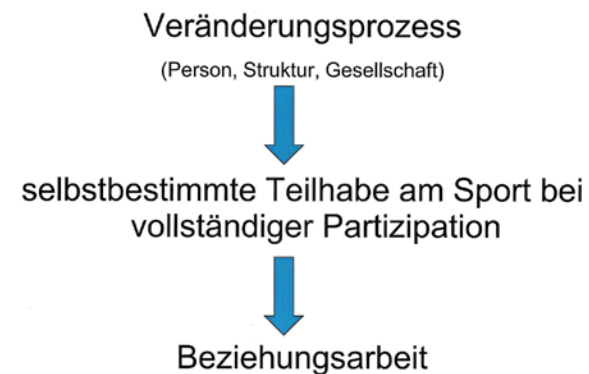 Veränderungsprozess
(Person, Struktur, Gesellschaft)
selbstbestimmte Teilhabe am Sport bei
vollständiger Partizipation
Beziehungsarbeit